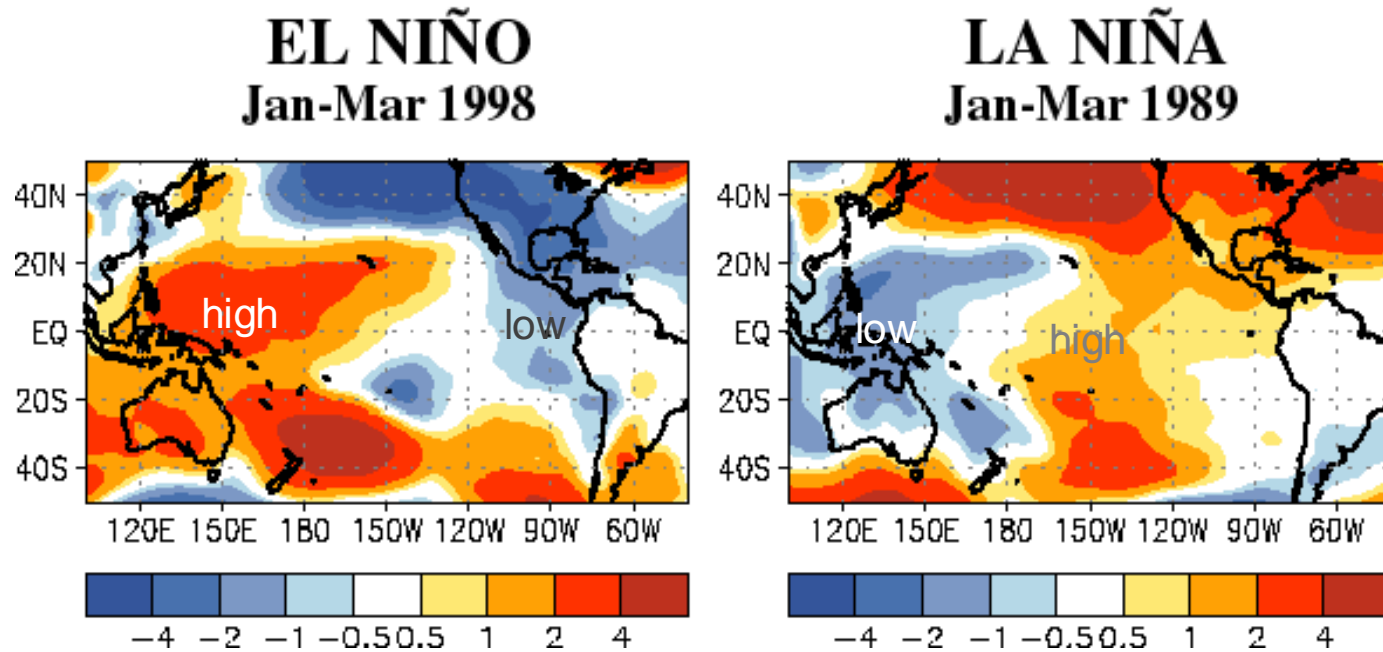 EL NIÑO
Jan-Mar 1998
40N
20N
EQ
20S
40S
high
low
120E 150E 180 150W 120W 90W 60W
-4 -2 -1 -0.5 0.5 1 2 4
LA NIÑA
Jan-Mar 1989
40N
20N
EQ
20S
40S
low
high
120E 150E 180 150W 120W 90W 60W
-4 -2 -1 -0.5 0.5 1 2 4